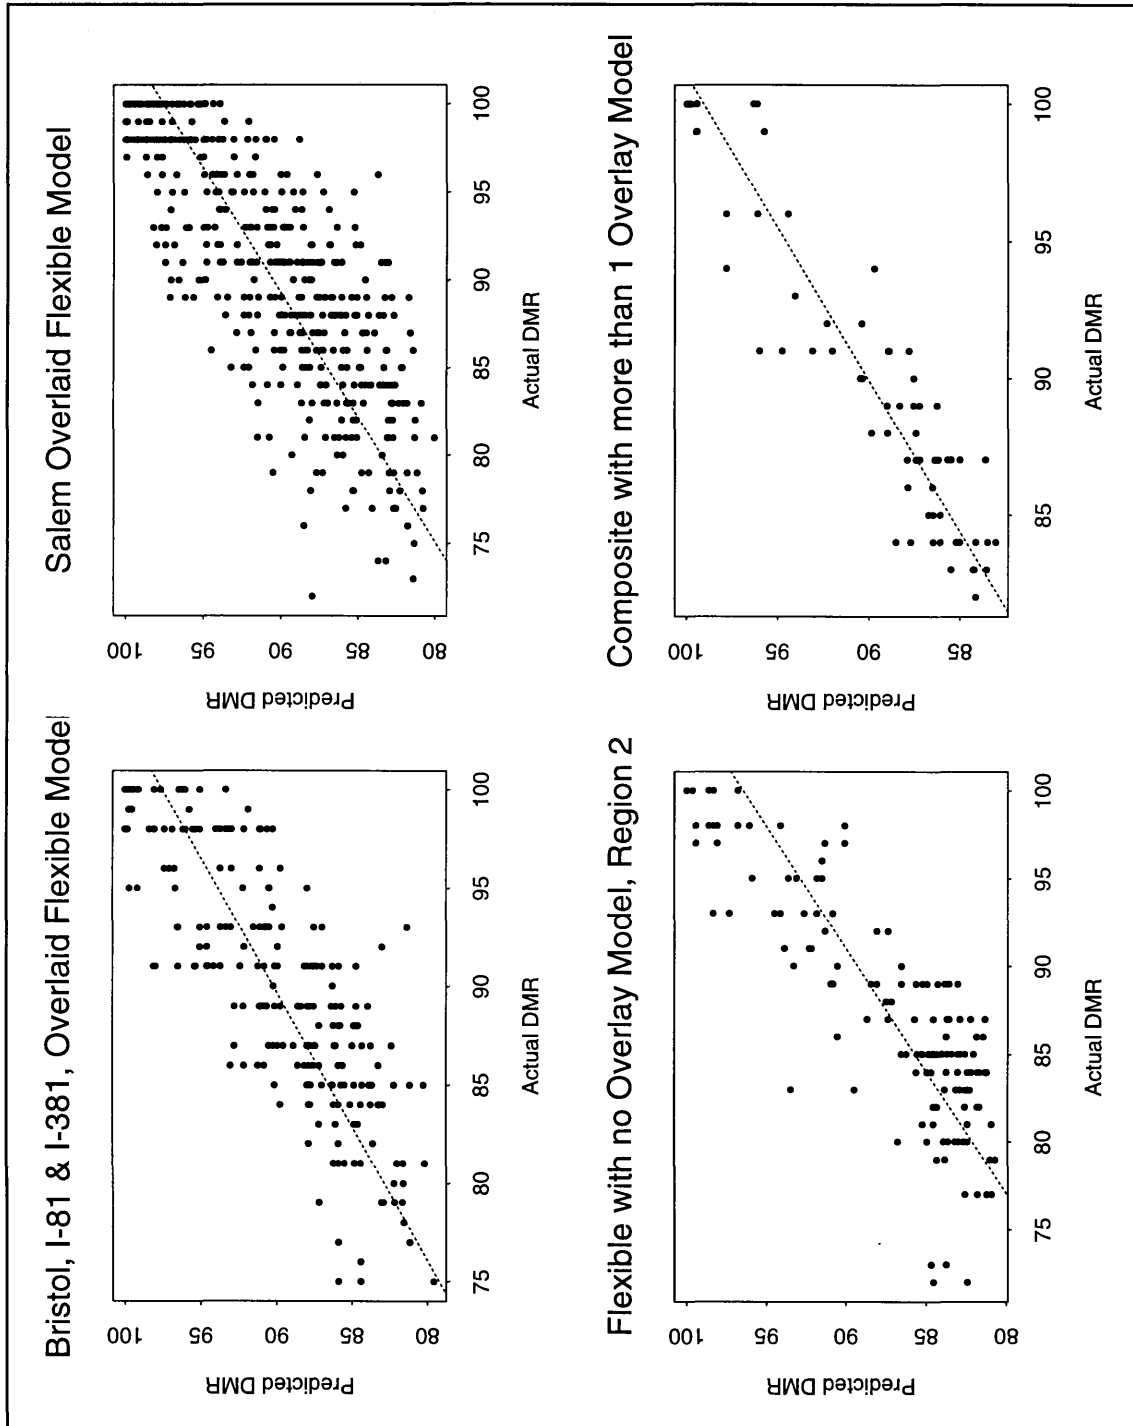 Bristol, I-81 & I-381, Overlaid Flexible Model
Predicted DMR
100
95
90
85
80
75 80 85 90 95 100
Actual DMR
Salem Overlaid Flexible Model
Predicted DMR
100
95
90
85
80
75 80 85 90 95 100
Actual DMR
Flexible with no Overlay Model, Region 2
Predicted DMR
100
95
90
85
80
75 80 85 90 95 100
Actual DMR
Composite with more than 1 Overlay Model
Predicted DMR
100
95
90
85
85 90 95 100
Actual DMR